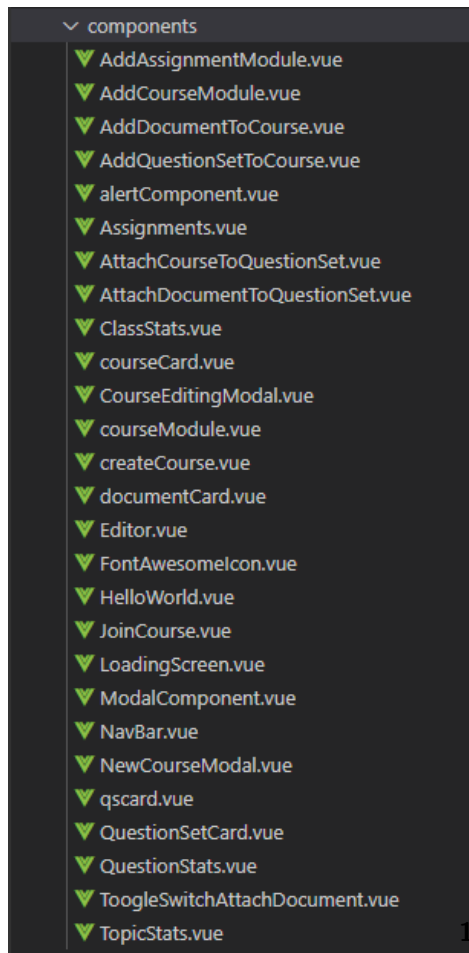 components
AddAssignmentModule.vue
AddCourseModule.vue
AddDocumentToCourse.vue
AddQuestionSetToCourse.vue
alertComponent.vue
Assignments.vue
AttachCourseToQuestionSet.vue
AttachDocumentToQuestionSet.vue
ClassStats.vue
courseCard.vue
CourseEditingModal.vue
courseModule.vue
createCourse.vue
documentCard.vue
Editor.vue
FontAwesomeIcon.vue
HelloWorld.vue
JoinCourse.vue
LoadingScreen.vue
ModalComponent.vue
NavBar.vue
NewCourseModal.vue
qscard.vue
QuestionSetCard.vue
QuestionStats.vue
ToogleSwitchAttachDocument.vue
TopicStats.vue
1